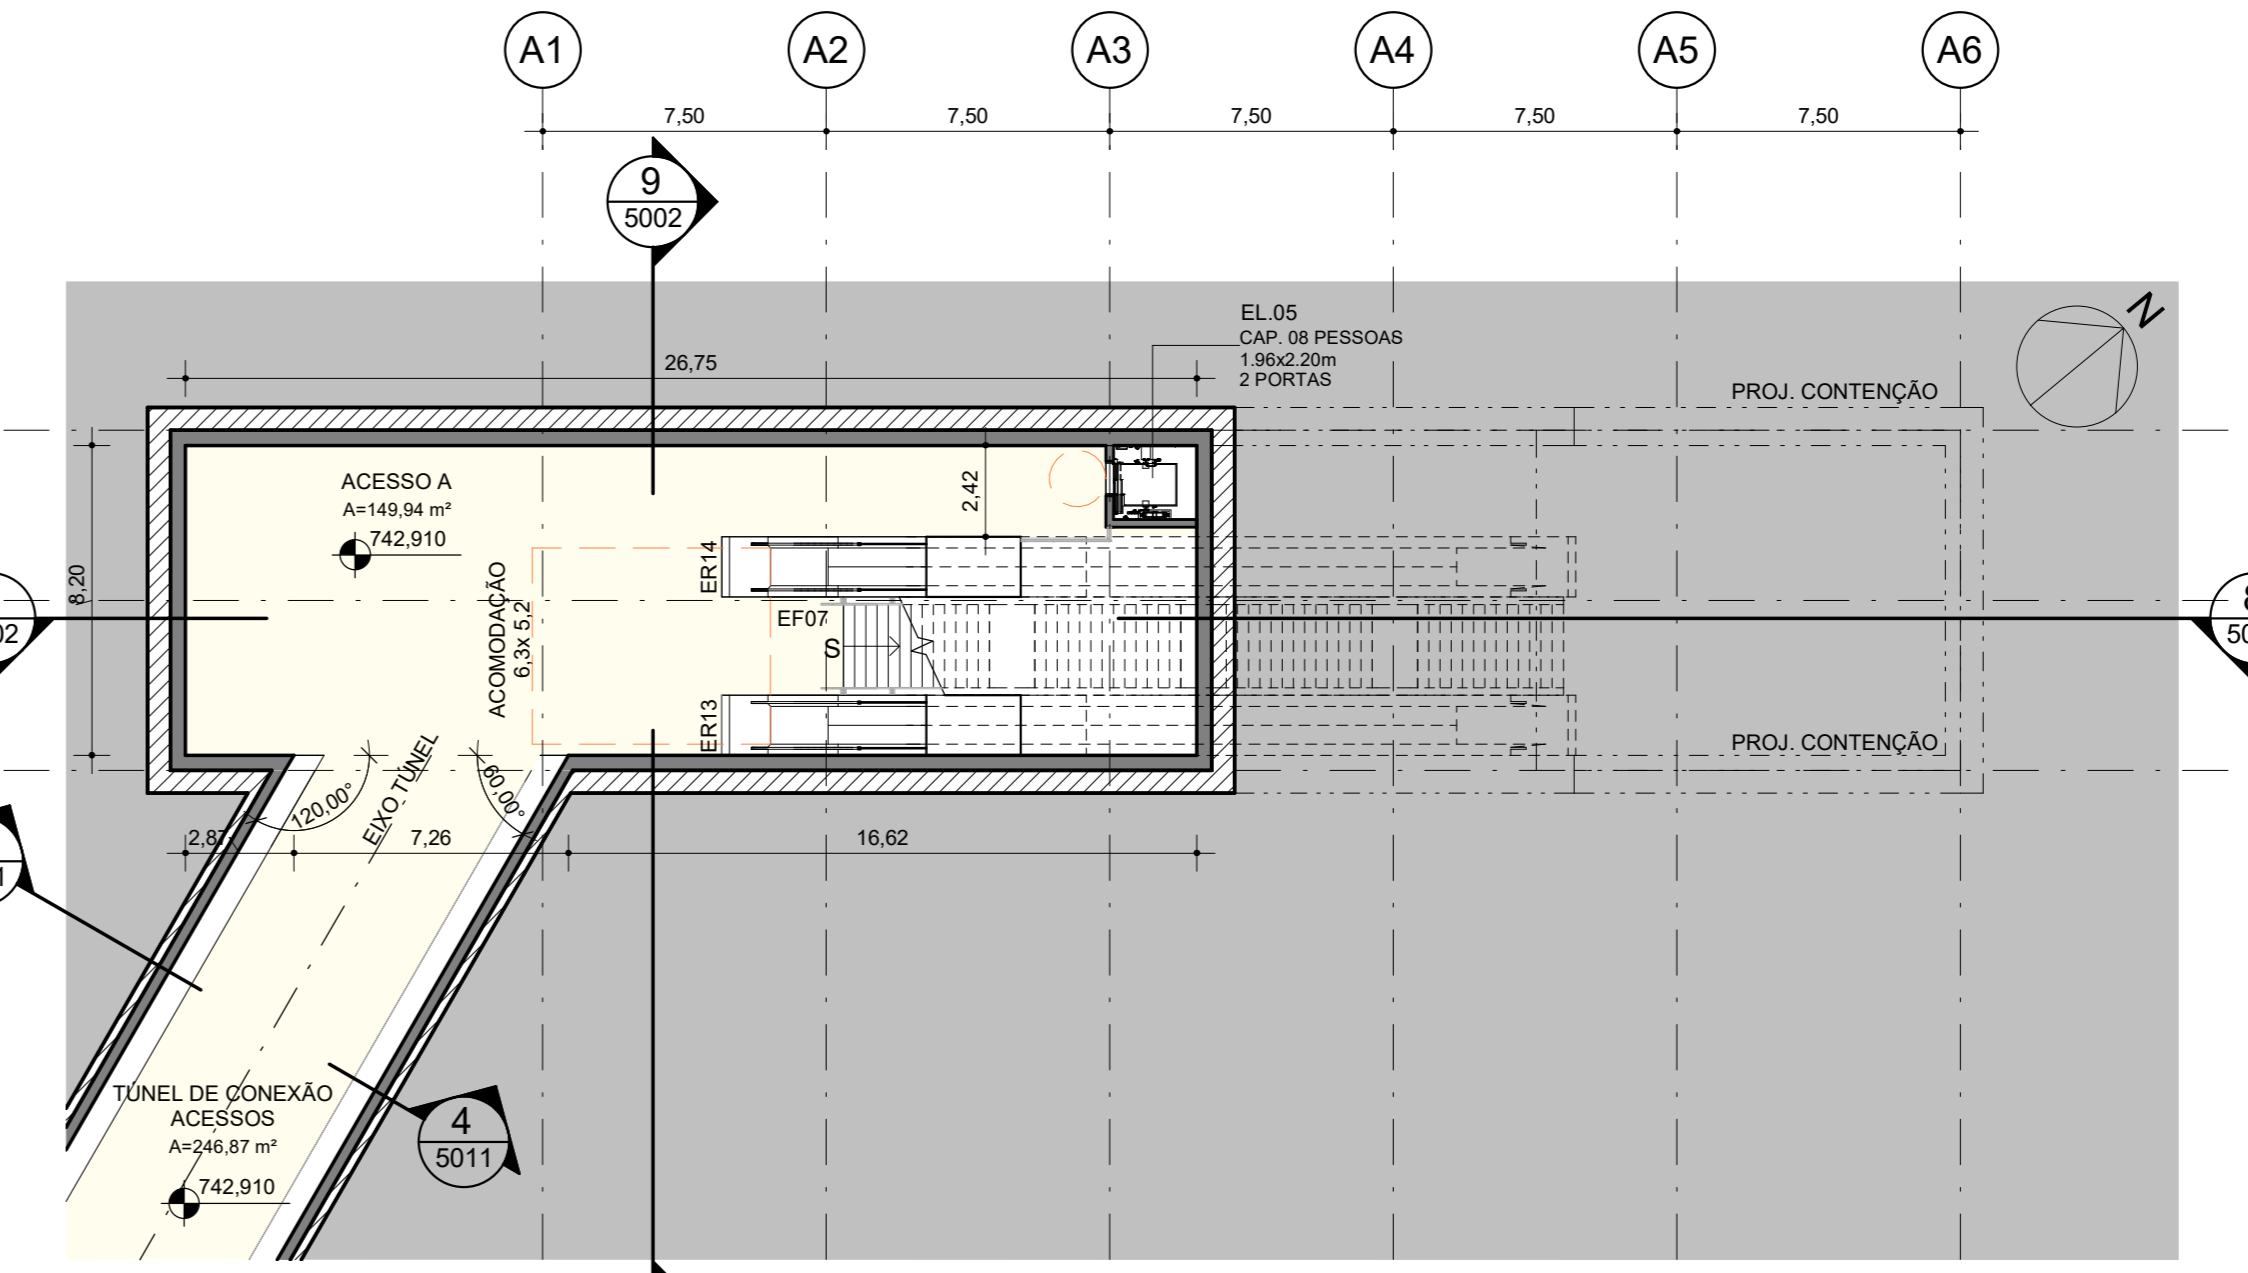 A1 A2 A3 A4 A5 A6
7,50 7,50 7,50 7,50 7,50
9
5002
N
EL.05
CAP. 08 PESSOAS
1.96x2.20m
2 PORTAS
26,75
PROJ. CONTENÇÃO
ACESSO A
A=149,94 m²
742,910
2,42
8,20
ACOMODAÇÃO
6,3x 5,2
ER14
EF07
S
ER13
PROJ. CONTENÇÃO
120,00°
EIXO TÚNEL
60,00°
2,87 7,26 16,62
TÚNEL DE CONEXÃO
ACESSOS
A=246,87 m²
742,910
4
5011